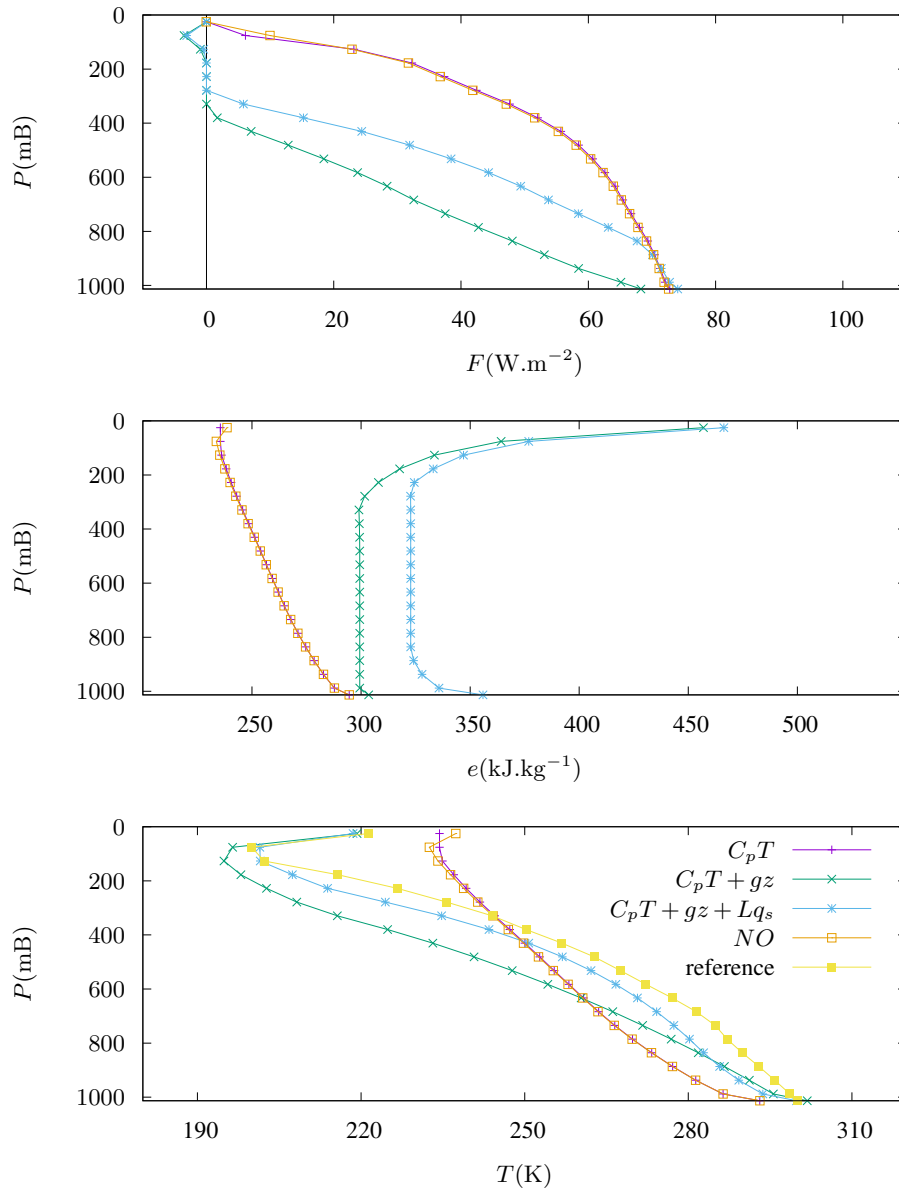 0
200
400
600
800
1000
P(mB)
0 20 40 60 80 100
F(W.m⁻²)
0
200
400
600
800
1000
P(mB)
250 300 350 400 450 500
e(kJ.kg⁻¹)
0
200
400
600
800
1000
P(mB)
CₚT
CₚT + gz
CₚT + gz + Lqₛ
NO
reference
190 220 250 280 310
T(K)